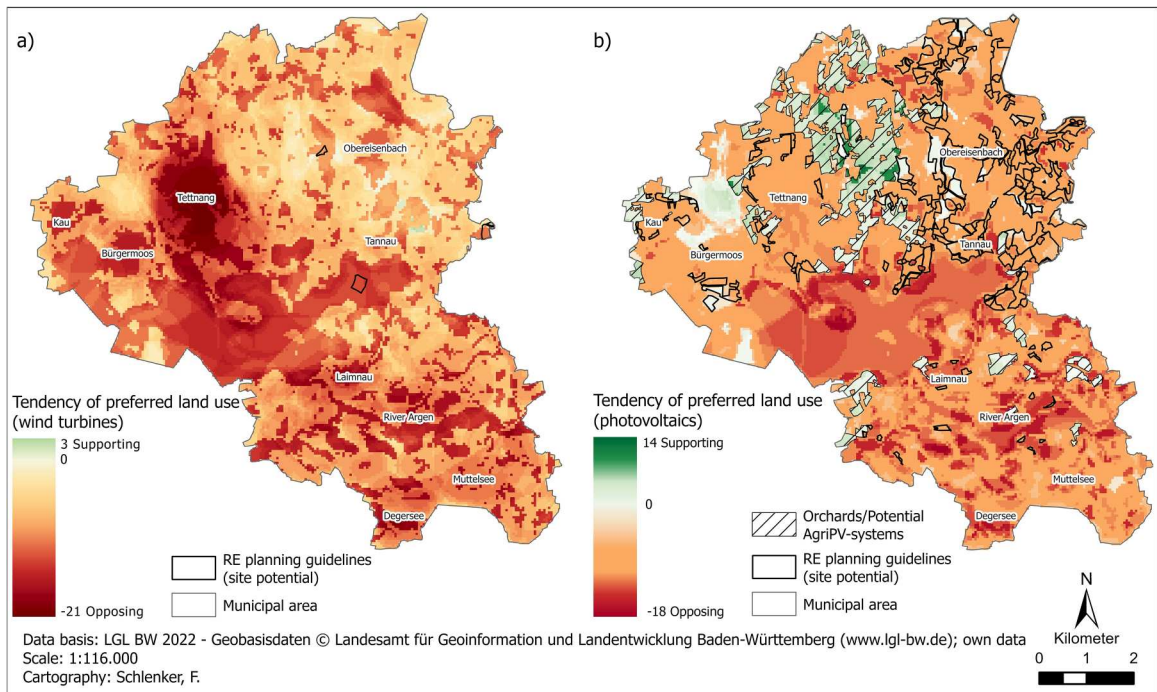 a)
Obereisenbach
Tettnang
Kau
Bürgermoos
Tannau
Laimnau
River Argen
Muttelsee
Degersee
Tendency of preferred land use
(wind turbines)
3 Supporting
0
-21 Opposing
RE planning guidelines
(site potential)
Municipal area
b)
Obereisenbach
Tettnang
Kau
Bürgermoos
Tannau
Laimnau
River Argen
Muttelsee
Degersee
Tendency of preferred land use
(photovoltaics)
14 Supporting
0
-18 Opposing
Orchards/Potential
AgriPV-systems
RE planning guidelines
(site potential)
Municipal area
N
Kilometer
0 1 2
Data basis: LGL BW 2022 - Geobasisdaten © Landesamt für Geoinformation und Landentwicklung Baden-Württemberg (www.lgl-bw.de); own data
Scale: 1:116.000
Cartography: Schlenker, F.